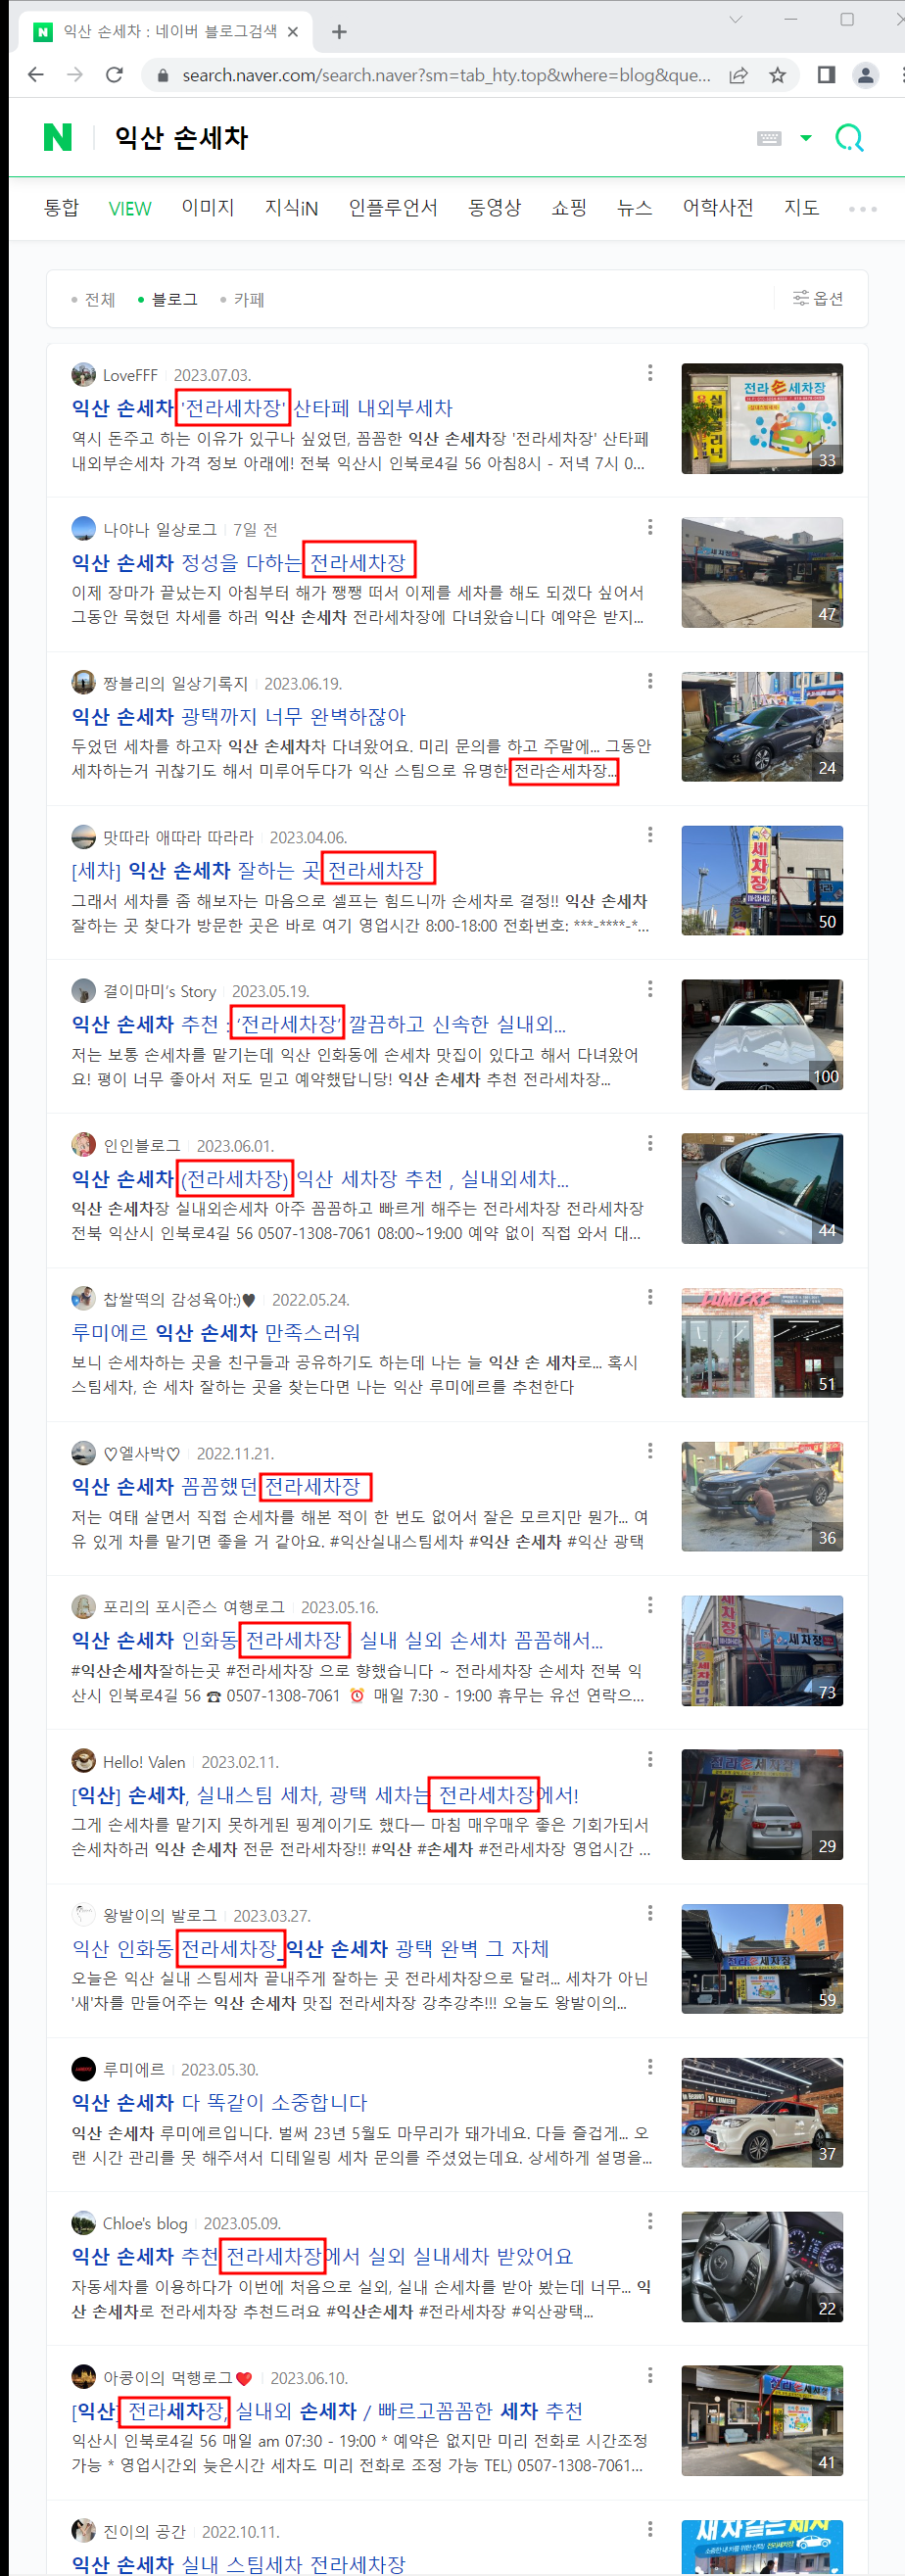 익산 손세차 : 네이버 블로그검색
search.naver.com/search.naver?sm=tab_hty.top&where=blog&que...
N 익산 손세차
통합 VIEW 이미지 지식iN 인플루언서 동영상 쇼핑 뉴스 어학사전 지도
전체 블로그 카페 옵션
LoveFFF 2023.07.03.
익산 손세차 '전라세차장' 산타페 내외부세차
역시 돈주고 하는 이유가 있구나 싶었던, 꼼꼼한 익산 손세차장 '전라세차장' 산타페
내외부손세차 가격 정보 아래에! 전북 익산시 인북로4길 56 아침8시 - 저녁 7시 0...
전라손세차장
33
나야나 일상로그 7일 전
익산 손세차 정성을 다하는 전라세차장
이제 장마가 끝났는지 아침부터 해가 쨍쨍 떠서 이제를 세차를 해도 되겠다 싶어서
그동안 묵혔던 차세를 하러 익산 손세차 전라세차장에 다녀왔습니다 예약은 받지...
47
짱블리의 일상기록지 2023.06.19.
익산 손세차 광택까지 너무 완벽하잖아
두었던 세차를 하고자 익산 손세차차 다녀왔어요. 미리 문의를 하고 주말에... 그동안
세차하는거 귀찮기도 해서 미루어두다가 익산 스팀으로 유명한 전라손세차장...
24
맛따라 애따라 따라라 2023.04.06.
[세차] 익산 손세차 잘하는 곳 전라세차장
그래서 세차를 좀 해보자는 마음으로 셀프는 힘드니까 손세차로 결정!! 익산 손세차
잘하는 곳 찾다가 방문한 곳은 바로 여기 영업시간 8:00-18:00 전화번호: ***-****-*...
세차장
50
결이마미's Story 2023.05.19.
익산 손세차 추천 : '전라세차장' 깔끔하고 신속한 실내외...
저는 보통 손세차를 맡기는데 익산 인화동에 손세차 맛집이 있다고 해서 다녀왔어
요! 평이 너무 좋아서 저도 믿고 예약했답니당! 익산 손세차 추천 전라세차장...
100
인인블로그 2023.06.01.
익산 손세차 (전라세차장) 익산 세차장 추천 , 실내외세차...
익산 손세차장 실내외손세차 아주 꼼꼼하고 빠르게 해주는 전라세차장 전라세차장
전북 익산시 인북로4길 56 0507-1308-7061 08:00~19:00 예약 없이 직접 와서 대...
44
찹쌀떡의 감성육아:)♥ 2022.05.24.
루미에르 익산 손세차 만족스러워
보니 손세차하는 곳을 친구들과 공유하기도 하는데 나는 늘 익산 손 세차로... 혹시
스팀세차, 손 세차 잘하는 곳을 찾는다면 나는 익산 루미에르를 추천한다
LUMIERE
51
♡엘사박♡ 2022.11.21.
익산 손세차 꼼꼼했던 전라세차장
저는 여태 살면서 직접 손세차를 해본 적이 한 번도 없어서 잘은 모르지만 뭔가... 여
유 있게 차를 맡기면 좋을 거 같아요. #익산실내스팀세차 #익산 손세차 #익산 광택
36
포리의 포시즌스 여행로그 2023.05.16.
익산 손세차 인화동 전라세차장 실내 실외 손세차 꼼꼼해서...
#익산손세차잘하는곳 #전라세차장 으로 향했습니다 ~ 전라세차장 손세차 전북 익
산시 인북로4길 56 ☎ 0507-1308-7061 ⏰ 매일 7:30 - 19:00 휴무는 유선 연락으...
73
Hello! Valen 2023.02.11.
[익산] 손세차, 실내스팀 세차, 광택 세차는 전라세차장에서!
그게 손세차를 맡기지 못하게된 핑계이기도 했다ㅡ 마침 매우매우 좋은 기회가되서
손세차하러 익산 손세차 전문 전라세차장!! #익산 #손세차 #전라세차장 영업시간 ...
전라손세차장
29
왕발이의 발로그 2023.03.27.
익산 인화동 전라세차장_익산 손세차 광택 완벽 그 자체
오늘은 익산 실내 스팀세차 끝내주게 잘하는 곳 전라세차장으로 달려... 세차가 아닌
'새'차를 만들어주는 익산 손세차 맛집 전라세차장 강추강추!!! 오늘도 왕발이의...
전라손세차장
59
루미에르 2023.05.30.
익산 손세차 다 똑같이 소중합니다
익산 손세차 루미에르입니다. 벌써 23년 5월도 마무리가 돼가네요. 다들 즐겁게... 오
랜 시간 관리를 못 해주셔서 디테일링 세차 문의를 주셨었는데요. 상세하게 설명을...
37
Chloe's blog 2023.05.09.
익산 손세차 추천 전라세차장에서 실외 실내세차 받았어요
자동세차를 이용하다가 이번에 처음으로 실외, 실내 손세차를 받아 봤는데 너무... 익
산 손세차로 전라세차장 추천드려요 #익산손세차 #전라세차장 #익산광택...
22
아콩이의 먹행로그❤ 2023.06.10.
[익산] 전라세차장, 실내외 손세차 / 빠르고꼼꼼한 세차 추천
익산시 인북로4길 56 매일 am 07:30 - 19:00 * 예약은 없지만 미리 전화로 시간조정
가능 * 영업시간외 늦은시간 세차도 미리 전화로 조정 가능 TEL) 0507-1308-7061...
41
진이의 공간 2022.10.11.
익산 손세차 실내 스팀세차 전라세차장
새차같은 세차